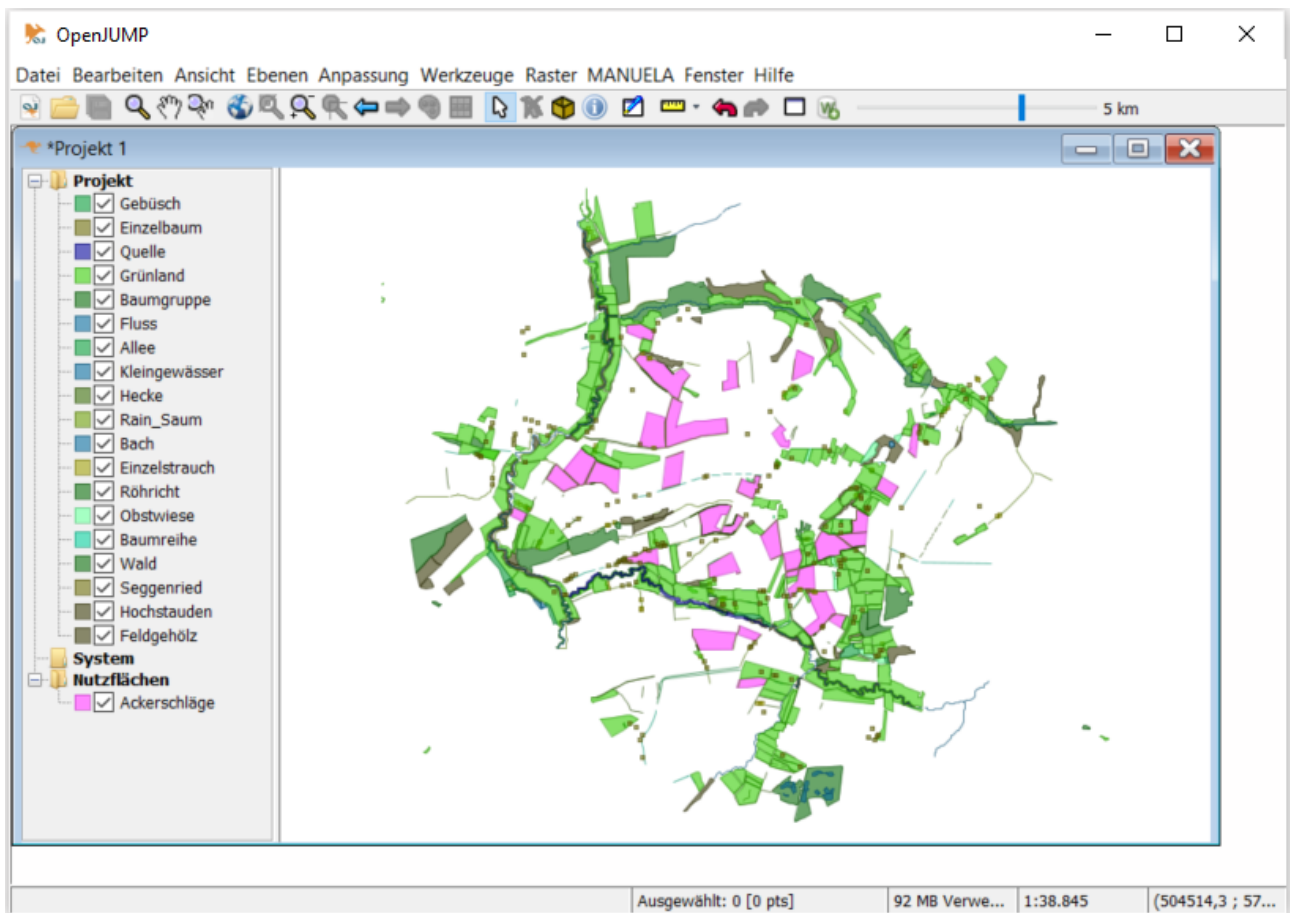 OpenJUMP
Datei Bearbeiten Ansicht Ebenen Anpassung Werkzeuge Raster MANUELA Fenster Hilfe
5 km
*Projekt 1
Projekt
Gebüsch
Einzelbaum
Quelle
Grünland
Baumgruppe
Fluss
Allee
Kleingewässer
Hecke
Rain_Saum
Bach
Einzelstrauch
Röhricht
Obstwiese
Baumreihe
Wald
Seggenried
Hochstauden
Feldgehölz
System
Nutzflächen
Ackerschläge
Ausgewählt: 0 [0 pts] 92 MB Verwe... 1:38.845 (504514,3 ; 57...